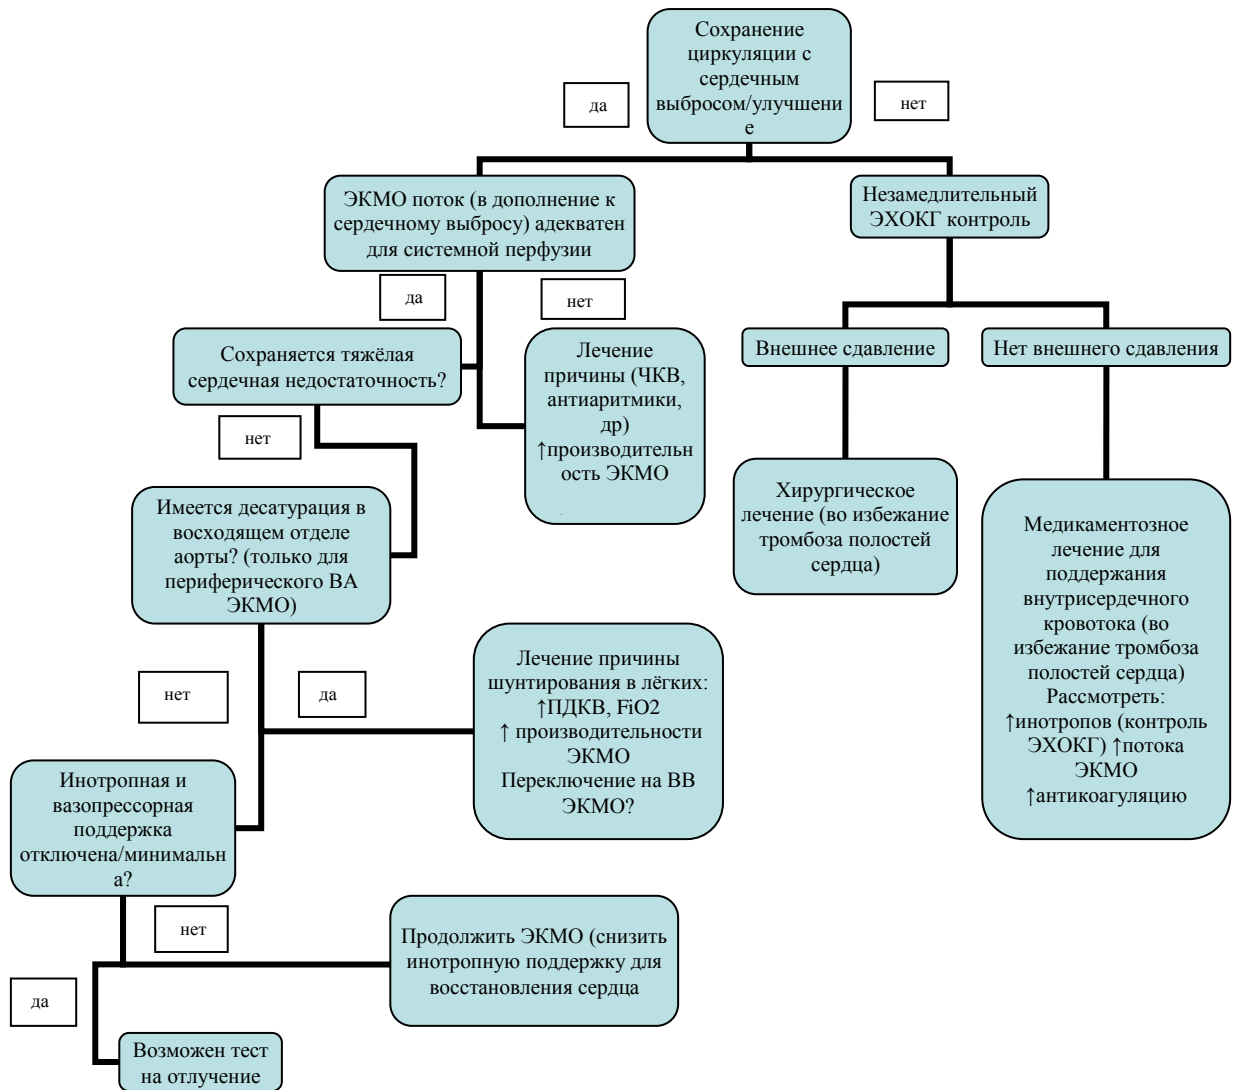 Сохранение
циркуляции с
сердечным
выбросом/улучшени
е
да
нет
ЭКМО поток (в дополнение к
сердечному выбросу) адекватен
для системной перфузии
Незамедлительный
ЭХОКГ контроль
да
нет
Сохраняется тяжёлая
сердечная недостаточность?
Лечение
причины (ЧКВ,
антиаритмики,
др)
↑производительн
ость ЭКМО
Внешнее сдавление
Нет внешнего сдавления
нет
Имеется десатурация в
восходящем отделе
аорты? (только для
периферического ВА
ЭКМО)
Хирургическое
лечение (во избежание
тромбоза полостей
сердца)
Медикаментозное
лечение для
поддержания
внутрисердечного
кровотока (во
избежание тромбоза
полостей сердца)
Рассмотреть:
↑инотропов (контроль
ЭХОКГ) ↑потока
ЭКМО
↑антикоагуляцию
нет
да
Лечение причины
шунтирования в лёгких:
↑ПДКВ, FiO2
↑ производительности
ЭКМО
Переключение на ВВ
ЭКМО?
Инотропная и
вазопрессорная
поддержка
отключена/минимальн
а?
нет
Продолжить ЭКМО (снизить
инотропную поддержку для
восстановления сердца
да
Возможен тест
на отлучение